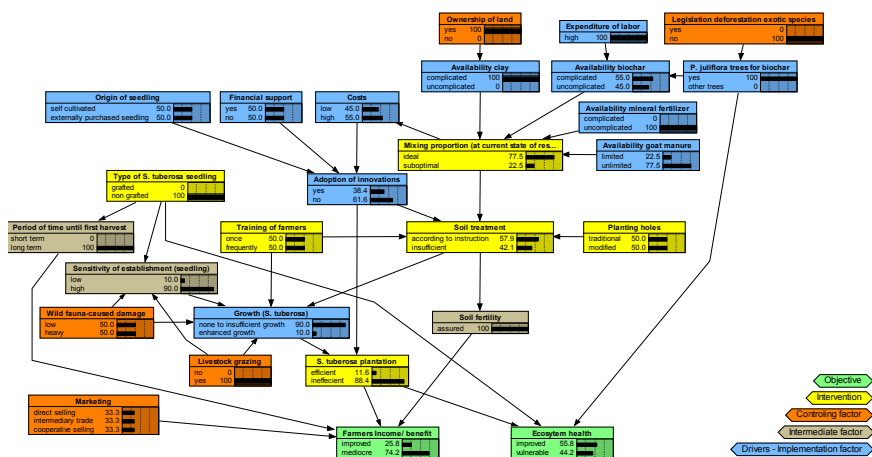 Ownership of land
yes 100
no 0
Expenditure of labor
high 100
Legislation deforestation exotic species
yes 0
no 100
Availability clay
complicated 100
uncomplicated 0
Availability biochar
complicated 55.0
uncomplicated 45.0
P. juliflora trees for biochar
yes 100
other trees 0
Origin of seedling
self cultivated 50.0
externally purchased seedling 50.0
Financial support
yes 50.0
no 50.0
Costs
low 45.0
high 55.0
Availability mineral fertilizer
complicated 0
uncomplicated 100
Mixing proportion (at current state of res...
ideal 77.5
suboptimal 22.5
Availability goat manure
limited 22.5
unlimited 77.5
Type of S. tuberosa seedling
grafted 0
non grafted 100
Adoption of innovations
yes 38.4
no 61.6
Period of time until first harvest
short term 0
long term 100
Training of farmers
once 50.0
frequently 50.0
Soil treatment
according to instruction 57.9
insufficient 42.1
Planting holes
traditional 50.0
modified 50.0
Sensitivity of establishment (seedling)
low 10.0
high 90.0
Wild fauna-caused damage
low 50.0
heavy 50.0
Growth (S. tuberosa)
none to insufficient growth 90.0
enhanced growth 10.0
Soil fertility
assured 100
Livestock grazing
no 0
yes 100
S. tuberosa plantation
efficient 11.6
ineffecient 88.4
Marketing
direct selling 33.3
intermediary trade 33.3
cooperative selling 33.3
Farmers Income/ benefit
improved 25.8
mediocre 74.2
Ecosytem health
improved 55.8
vulnerable 44.2
Objective
Intervention
Controling factor
Intermediate factor
Drivers - Implementation factor